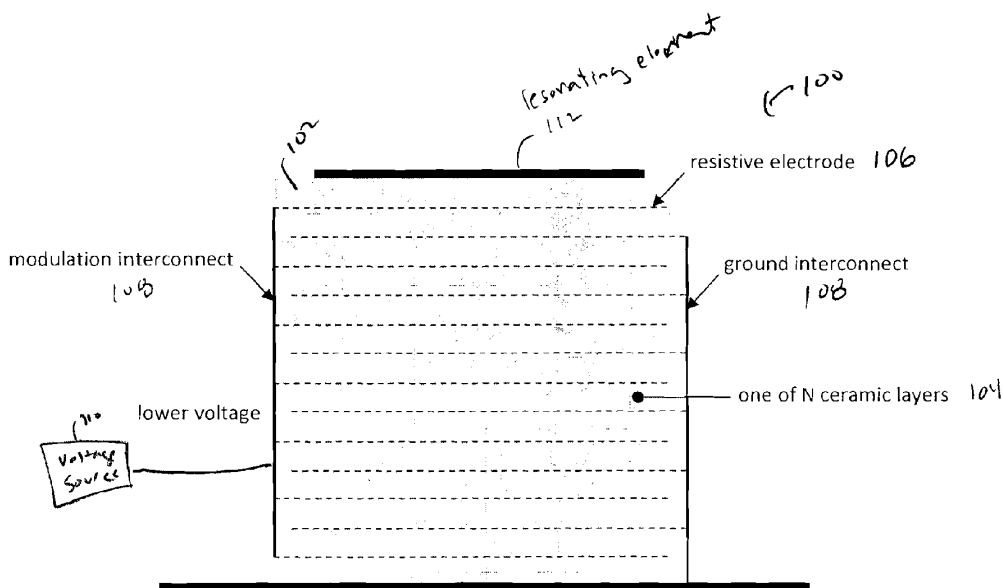 resonating element
112
100
102
resistive electrode 106
modulation interconnect
108
ground interconnect
108
one of N ceramic layers 104
lower voltage
110
Voltage
Source